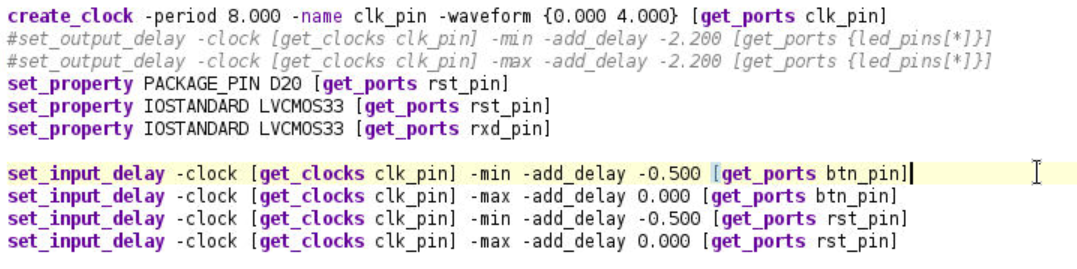 create_clock -period 8.000 -name clk_pin -waveform {0.000 4.000} [get_ports clk_pin]
#set_output_delay -clock [get_clocks clk_pin] -min -add_delay -2.200 [get_ports {led_pins[*]}]
#set_output_delay -clock [get_clocks clk_pin] -max -add_delay -2.200 [get_ports {led_pins[*]}]
set_property PACKAGE_PIN D20 [get_ports rst_pin]
set_property IOSTANDARD LVCMOS33 [get_ports rst_pin]
set_property IOSTANDARD LVCMOS33 [get_ports rxd_pin]
set_input_delay -clock [get_clocks clk_pin] -min -add_delay -0.500 [get_ports btn_pin]
set_input_delay -clock [get_clocks clk_pin] -max -add_delay 0.000 [get_ports btn_pin]
set_input_delay -clock [get_clocks clk_pin] -min -add_delay -0.500 [get_ports rst_pin]
set_input_delay -clock [get_clocks clk_pin] -max -add_delay 0.000 [get_ports rst_pin]